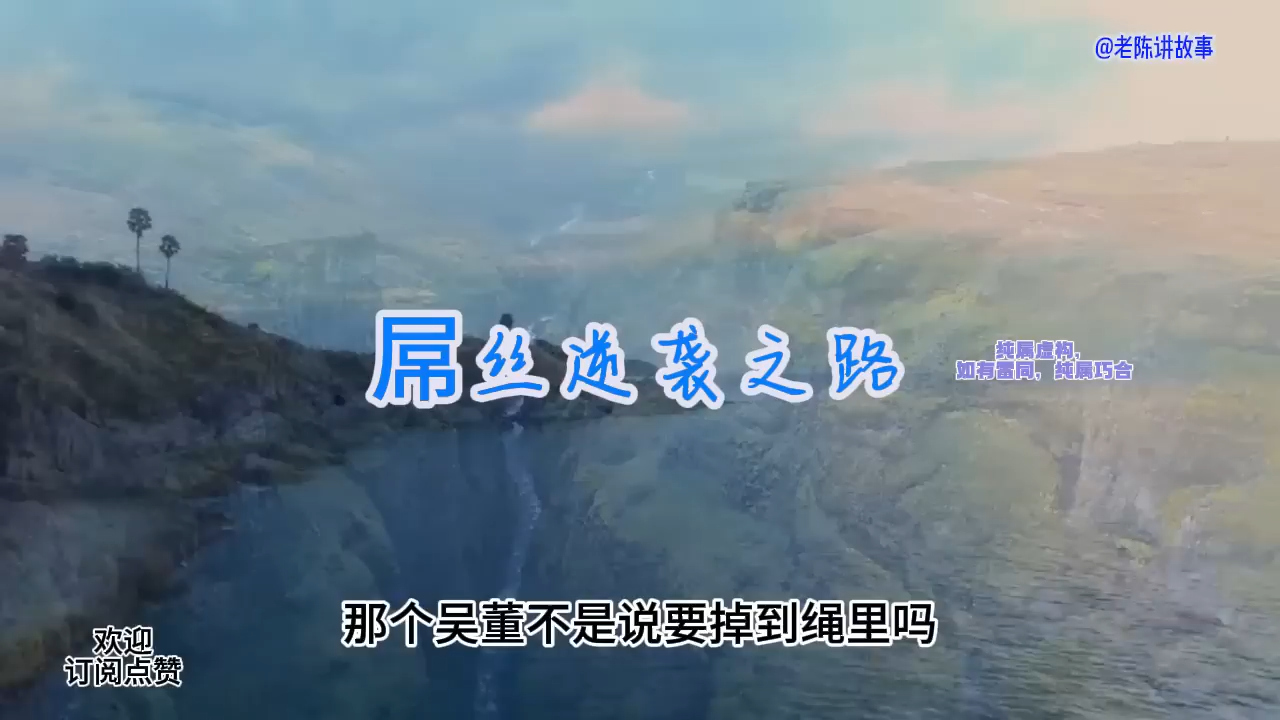 @老陈讲故事
屌丝逆袭之路
纯属虚构，
如有雷同，纯属巧合
那个吴董不是说要掉到绳里吗
欢迎
订阅点赞